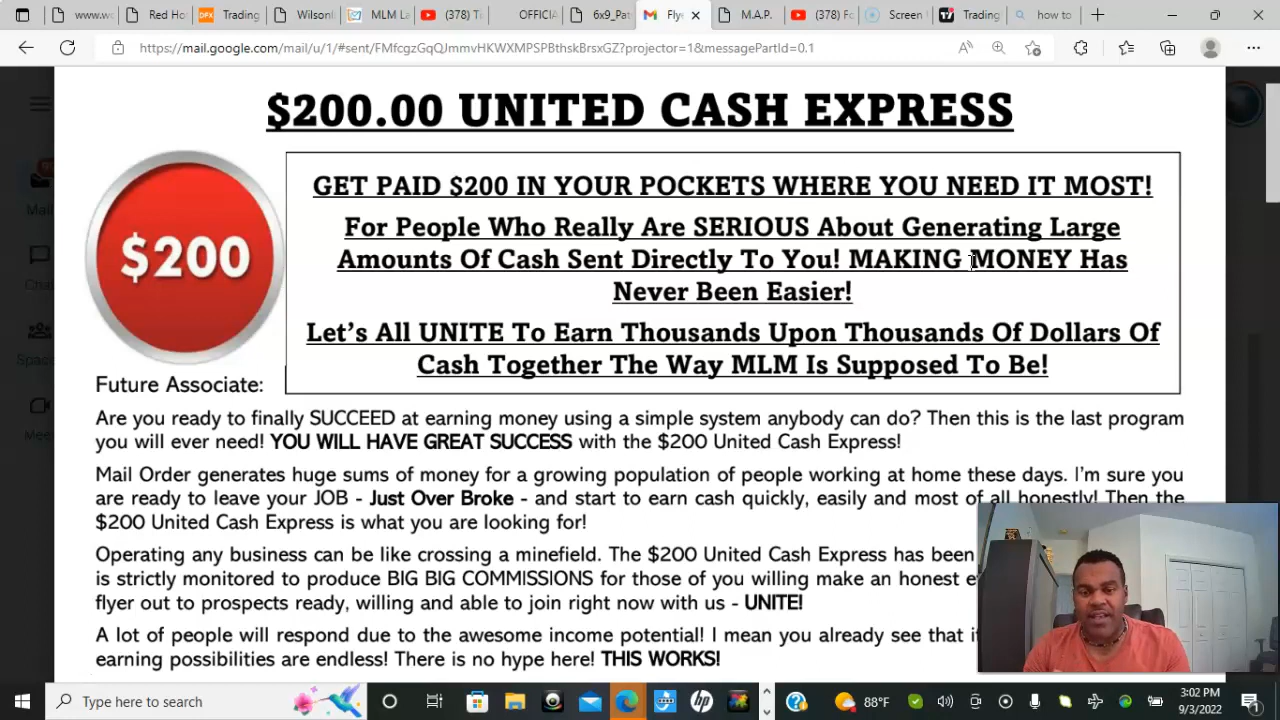 www.wc
Red Ho
DFX
Trading
Wilson
MLM La
(378) Ti
OFFICIA
6x9_Pat
Flye
M.A.P.
(378) Fc
Screen
Trading
how to
https://mail.google.com/mail/u/1/#sent/FMfcgzGqQJmmvHKWXMPSPBthskBrsxGZ?projector=1&messagePartId=0.1
$200.00 UNITED CASH EXPRESS
$200
GET PAID $200 IN YOUR POCKETS WHERE YOU NEED IT MOST!
For People Who Really Are SERIOUS About Generating Large
Amounts Of Cash Sent Directly To You! MAKING MONEY Has
Never Been Easier!
Let's All UNITE To Earn Thousands Upon Thousands Of Dollars Of
Cash Together The Way MLM Is Supposed To Be!
Mail
Future Associate:
Are you ready to finally SUCCEED at earning money using a simple system anybody can do? Then this is the last program
you will ever need! YOU WILL HAVE GREAT SUCCESS with the $200 United Cash Express!
Mail Order generates huge sums of money for a growing population of people working at home these days. I'm sure you
are ready to leave your JOB - Just Over Broke - and start to earn cash quickly, easily and most of all honestly! Then the
$200 United Cash Express is what you are looking for!
Operating any business can be like crossing a minefield. The $200 United Cash Express has been
is strictly monitored to produce BIG BIG COMMISSIONS for those of you willing make an honest e
flyer out to prospects ready, willing and able to join right now with us - UNITE!
A lot of people will respond due to the awesome income potential! I mean you already see that i
earning possibilities are endless! There is no hype here! THIS WORKS!
Type here to search
88°F
3:02 PM
9/3/2022